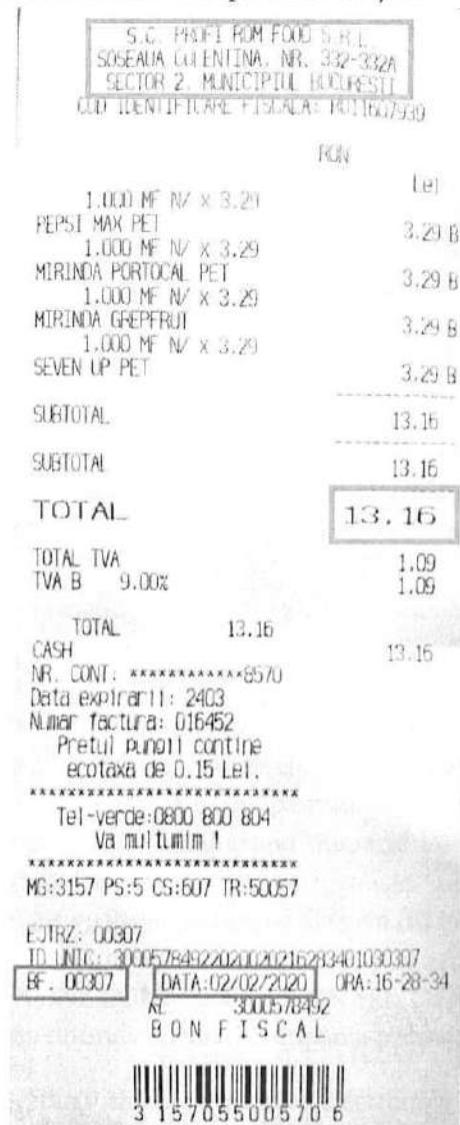 S.C. PROFI ROM FOOD S.R.L.
SOSEAUA COLENTINA, NR. 332-332A
SECTOR 2, MUNICIPIUL BUCURESTI
COD IDENTIFICARE FISCALA: RO11607939
RON
Lei
1.000 MF N/ x 3.29
PEPSI MAX PET 3.29 B
1.000 MF N/ x 3.29
MIRINDA PORTOCAL PET 3.29 B
1.000 MF N/ x 3.29
MIRINDA GREPFRUT 3.29 B
1.000 MF N/ x 3.29
SEVEN UP PET 3.29 B
SUBTOTAL 13.16
SUBTOTAL 13.16
TOTAL 13.16
TOTAL TVA 1.09
TVA B 9.00% 1.09
TOTAL 13.16
CASH 13.16
NR. CONT: ************8570
Data expirarii: 2403
Numar factura: 016452
Pretul pungii contine
ecotaxa de 0.15 Lei.
****************************
Tel-verde:0800 800 804
Va multumim !
****************************
MG:3157 PS:5 CS:607 TR:50057
EJTRZ: 00307
ID UNIC: 3000578492202002021628340103030​7
BF. 00307 DATA:02/02/2020 ORA:16-28-34
3000578492
BON FISCAL
3 157055005706